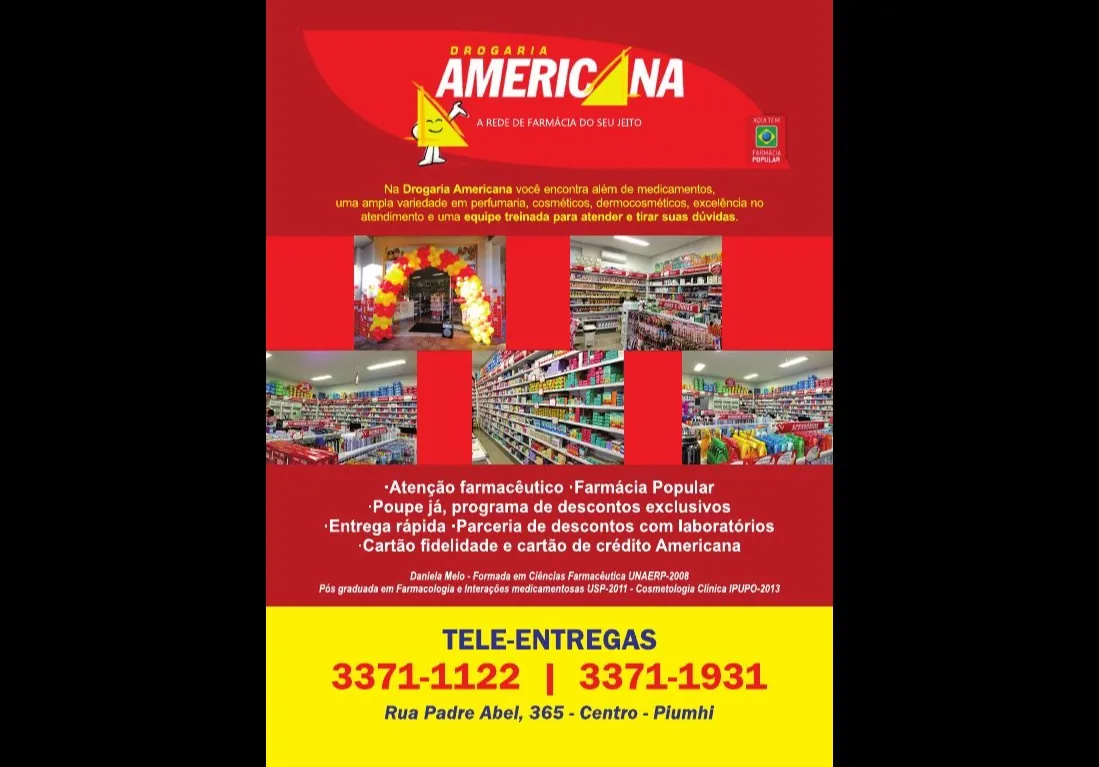 DROGARIA
AMERICANA
A REDE DE FARMÁCIA DO SEU JEITO
AQUI TEM
FARMÁCIA
POPULAR
Na Drogaria Americana você encontra além de medicamentos,
uma ampla variedade em perfumaria, cosméticos, dermocosméticos, excelência no
atendimento e uma equipe treinada para atender e tirar suas dúvidas.
·Atenção farmacêutico ·Farmácia Popular
·Poupe já, programa de descontos exclusivos
·Entrega rápida ·Parceria de descontos com laboratórios
·Cartão fidelidade e cartão de crédito Americana
Daniela Melo - Formada em Ciências Farmacêutica UNAERP-2008
Pós graduada em Farmacologia e Interações medicamentosas USP-2011 - Cosmetologia Clínica IPUPO-2013
TELE-ENTREGAS
3371-1122 | 3371-1931
Rua Padre Abel, 365 - Centro - Piumhi